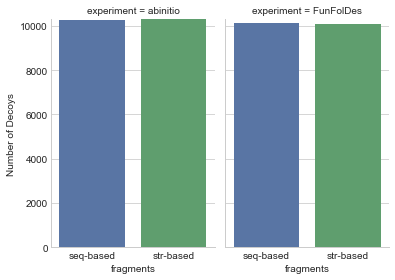 experiment = abinitio
experiment = FunFolDes
10000
8000
6000
4000
2000
0
Number of Decoys
seq-based
str-based
seq-based
str-based
fragments
fragments